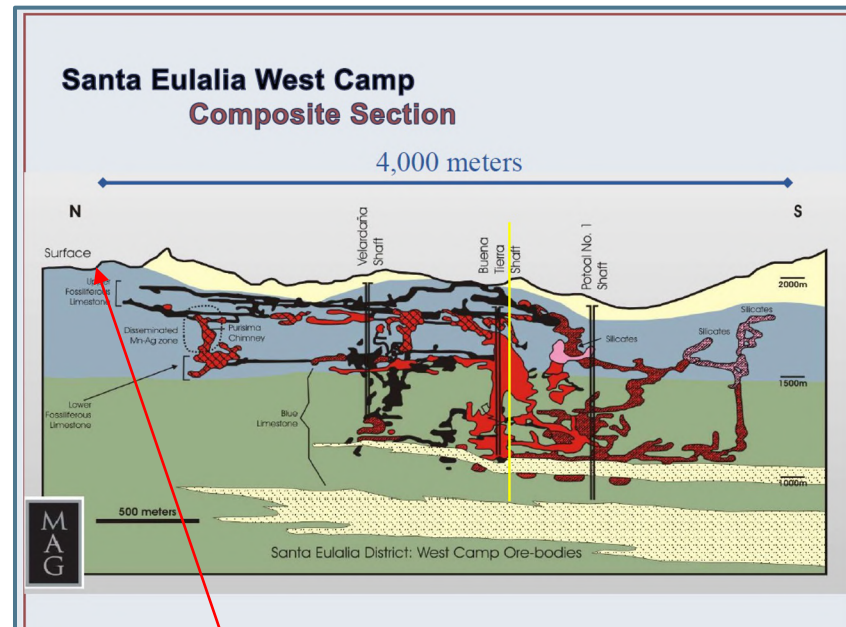 Santa Eulalia West Camp
Composite Section
4,000 meters
N
S
Surface
Velardaña
Shaft
Buena
Tierra
Shaft
Potoal No. 1
Shaft
Upper
Fossiliferous
Limestone
2000m
Disseminated
Mn-Ag zone
Purisima
Chimney
Silicates
Silicates
Silicates
1500m
Lower
Fossiliferous
Limestone
Blue
Limestone
1000m
500 meters
MAG
Santa Eulalia District: West Camp Ore-bodies